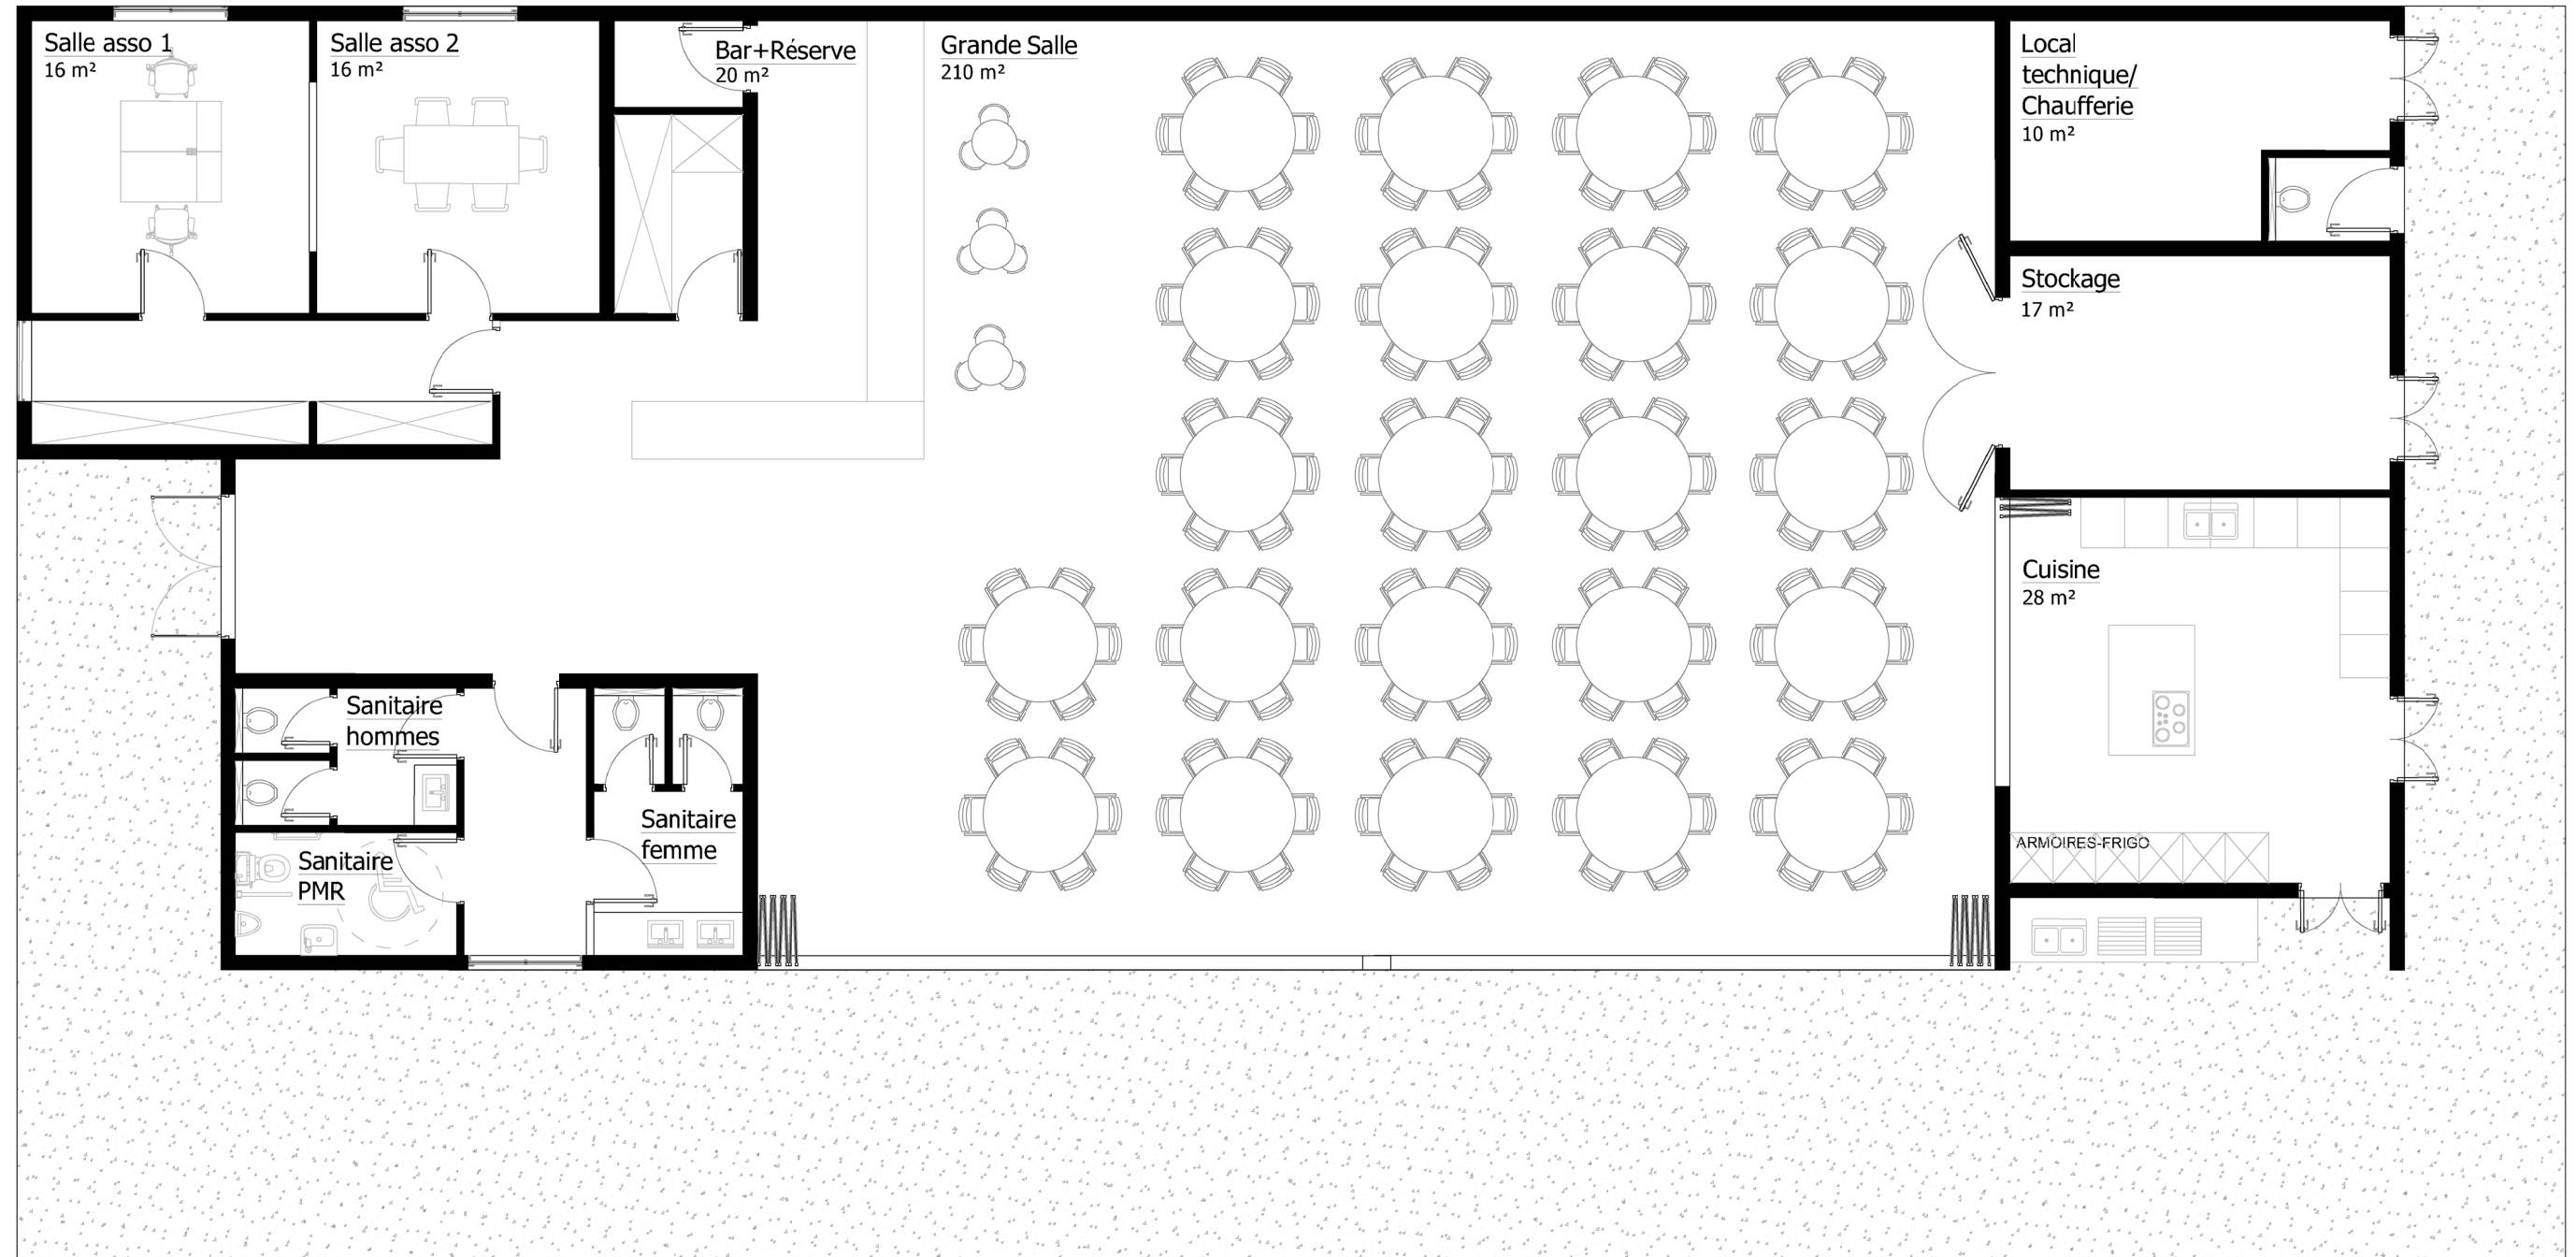 Salle asso 1
16 m²
Salle asso 2
16 m²
Bar+Réserve
20 m²
Grande Salle
210 m²
Local
technique/
Chaufferie
10 m²
Stockage
17 m²
Cuisine
28 m²
ARMOIRES-FRIGO
Sanitaire
hommes
Sanitaire
femme
Sanitaire
PMR